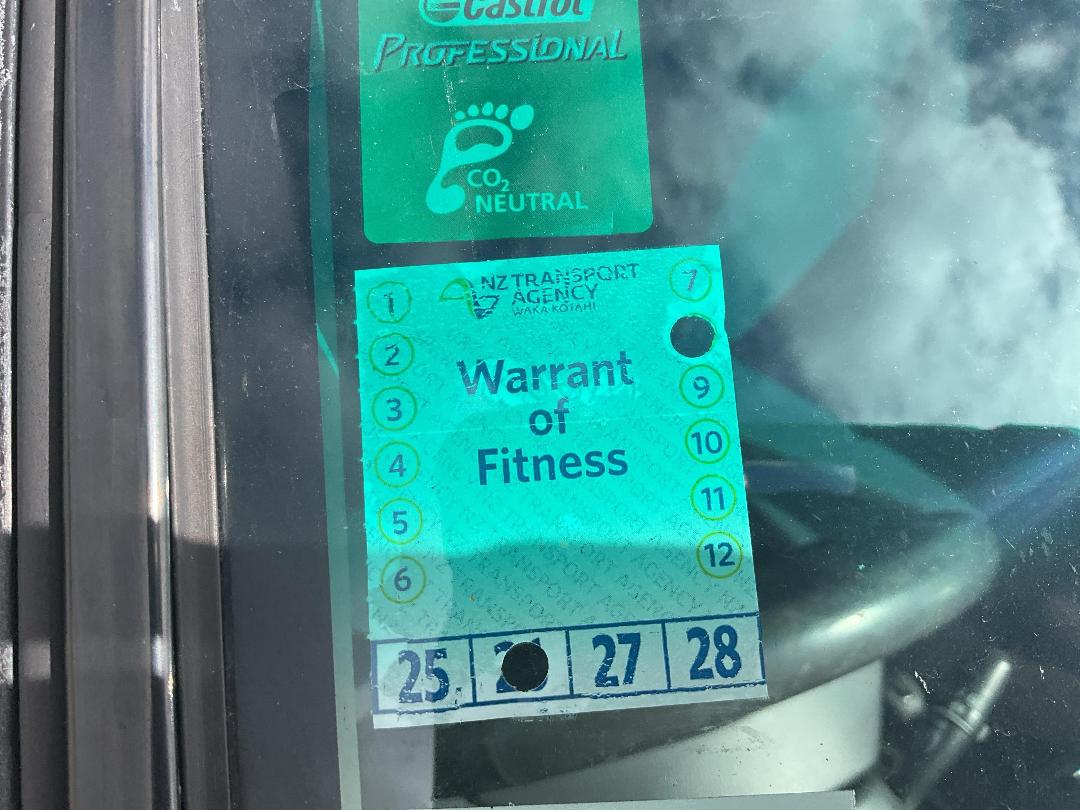 Castrol
PROFESSIONAL
CO2
NEUTRAL
NZ TRANSPORT
AGENCY
WAKA KOTAHI
Warrant
of
Fitness
1
2
3
4
5
6
7
9
10
11
12
25 27 28